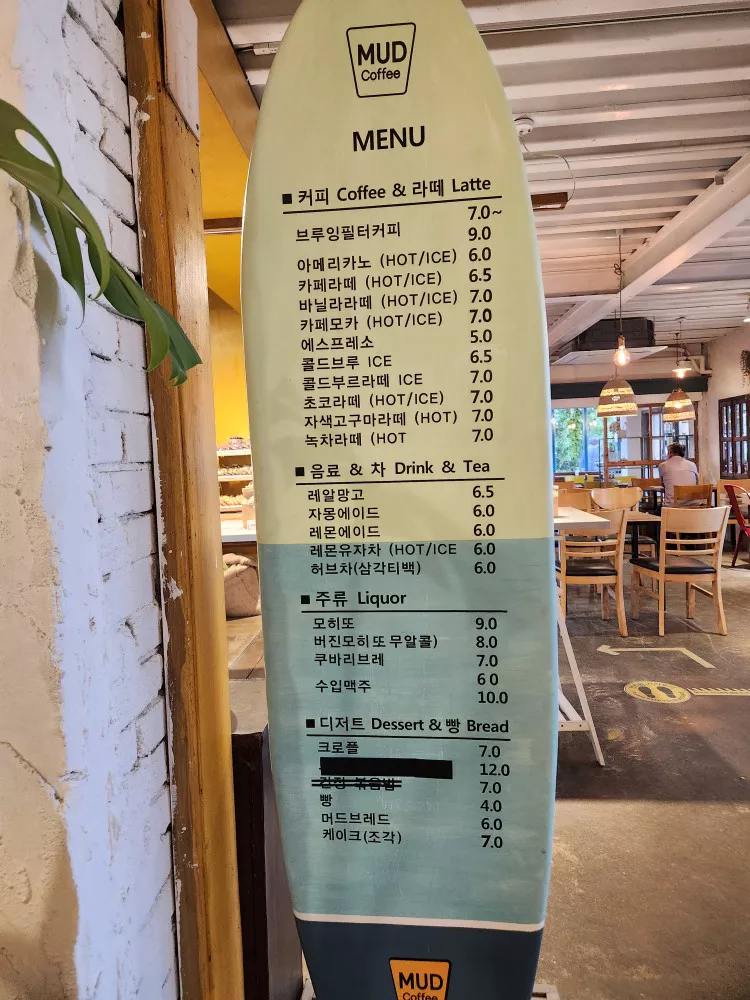 MUD
Coffee
MENU
■ 커피 Coffee & 라떼 Latte
7.0~
브루잉필터커피 9.0
아메리카노 (HOT/ICE) 6.0
카페라떼 (HOT/ICE) 6.5
바닐라라떼 (HOT/ICE) 7.0
카페모카 (HOT/ICE) 7.0
에스프레소 5.0
콜드브루 ICE 6.5
콜드부르라떼 ICE 7.0
초코라떼 (HOT/ICE) 7.0
자색고구마라떼 (HOT) 7.0
녹차라떼 (HOT 7.0
■ 음료 & 차 Drink & Tea
레알망고 6.5
자몽에이드 6.0
레몬에이드 6.0
레몬유자차 (HOT/ICE 6.0
허브차(삼각티백) 6.0
■ 주류 Liquor
모히또 9.0
버진모히또무알콜) 8.0
쿠바리브레 7.0
6 0
수입맥주
10.0
■ 디저트 Dessert & 빵 Bread
크로플 7.0
12.0
볶음밥 7.0
빵 4.0
머드브레드 6.0
케이크(조각) 7.0
MUD
Coffee